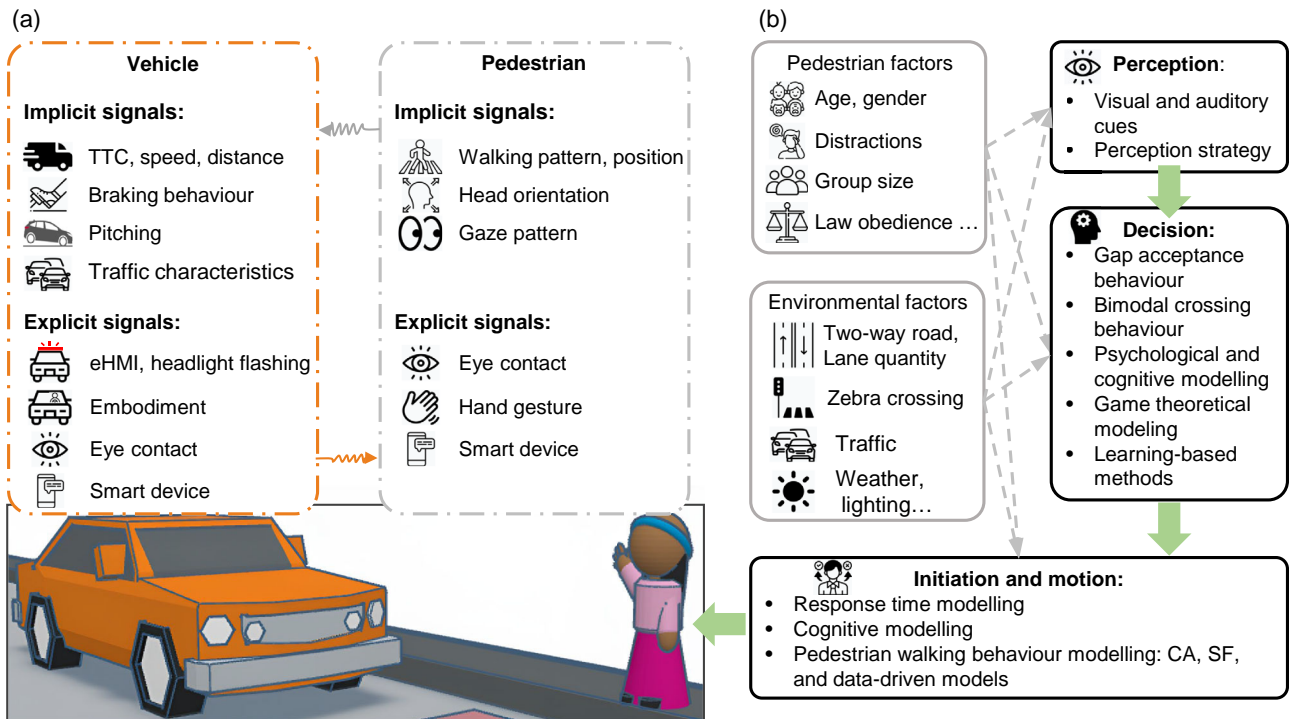 (a)
Vehicle
Implicit signals:
TTC, speed, distance
Braking behaviour
Pitching
Traffic characteristics
Explicit signals:
eHMI, headlight flashing
Embodiment
Eye contact
Smart device
Pedestrian
Implicit signals:
Walking pattern, position
Head orientation
Gaze pattern
Explicit signals:
Eye contact
Hand gesture
Smart device
(b)
Pedestrian factors
Age, gender
Distractions
Group size
Law obedience ...
Environmental factors
Two-way road,
Lane quantity
Zebra crossing
Traffic
Weather,
lighting...
Perception:
• Visual and auditory
cues
• Perception strategy
Decision:
• Gap acceptance
behaviour
• Bimodal crossing
behaviour
• Psychological and
cognitive modelling
• Game theoretical
modeling
• Learning-based
methods
Initiation and motion:
• Response time modelling
• Cognitive modelling
• Pedestrian walking behaviour modelling: CA, SF,
and data-driven models